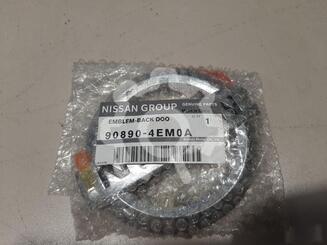 NISSAN GROUP GENUINE PARTS
EMBLEM-BACK DOO 1
90890-4EM0A